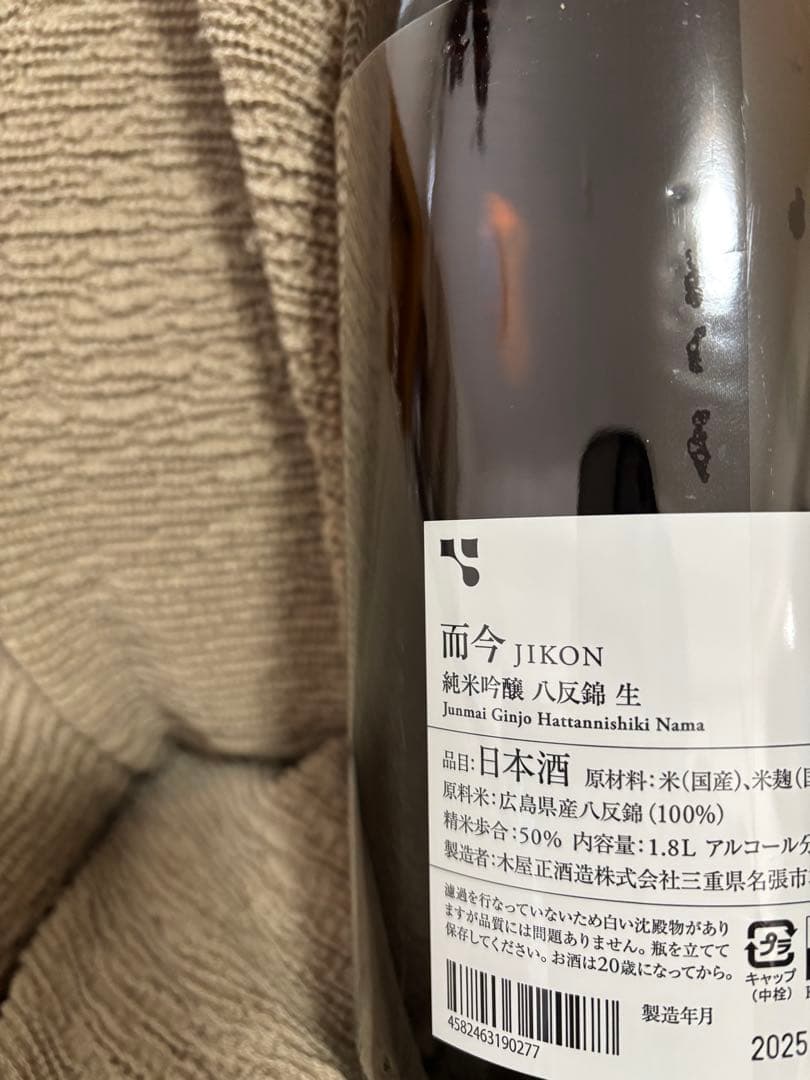 而今 JIKON
純米吟醸 八反錦 生
Junmai Ginjo Hattannishiki Nama
品目:日本酒 原材料:米(国産)、米麹(国
原料米:広島県産八反錦(100%)
精米歩合:50% 内容量:1.8L アルコール分
製造者:木屋正酒造株式会社三重県名張市
濾過を行なっていないため白い沈殿物があり
ますが品質には問題ありません。瓶を立てて
保存してください。お酒は20歳になってから。
プラ
キャップ
(中栓)
4582463190277
製造年月
2025